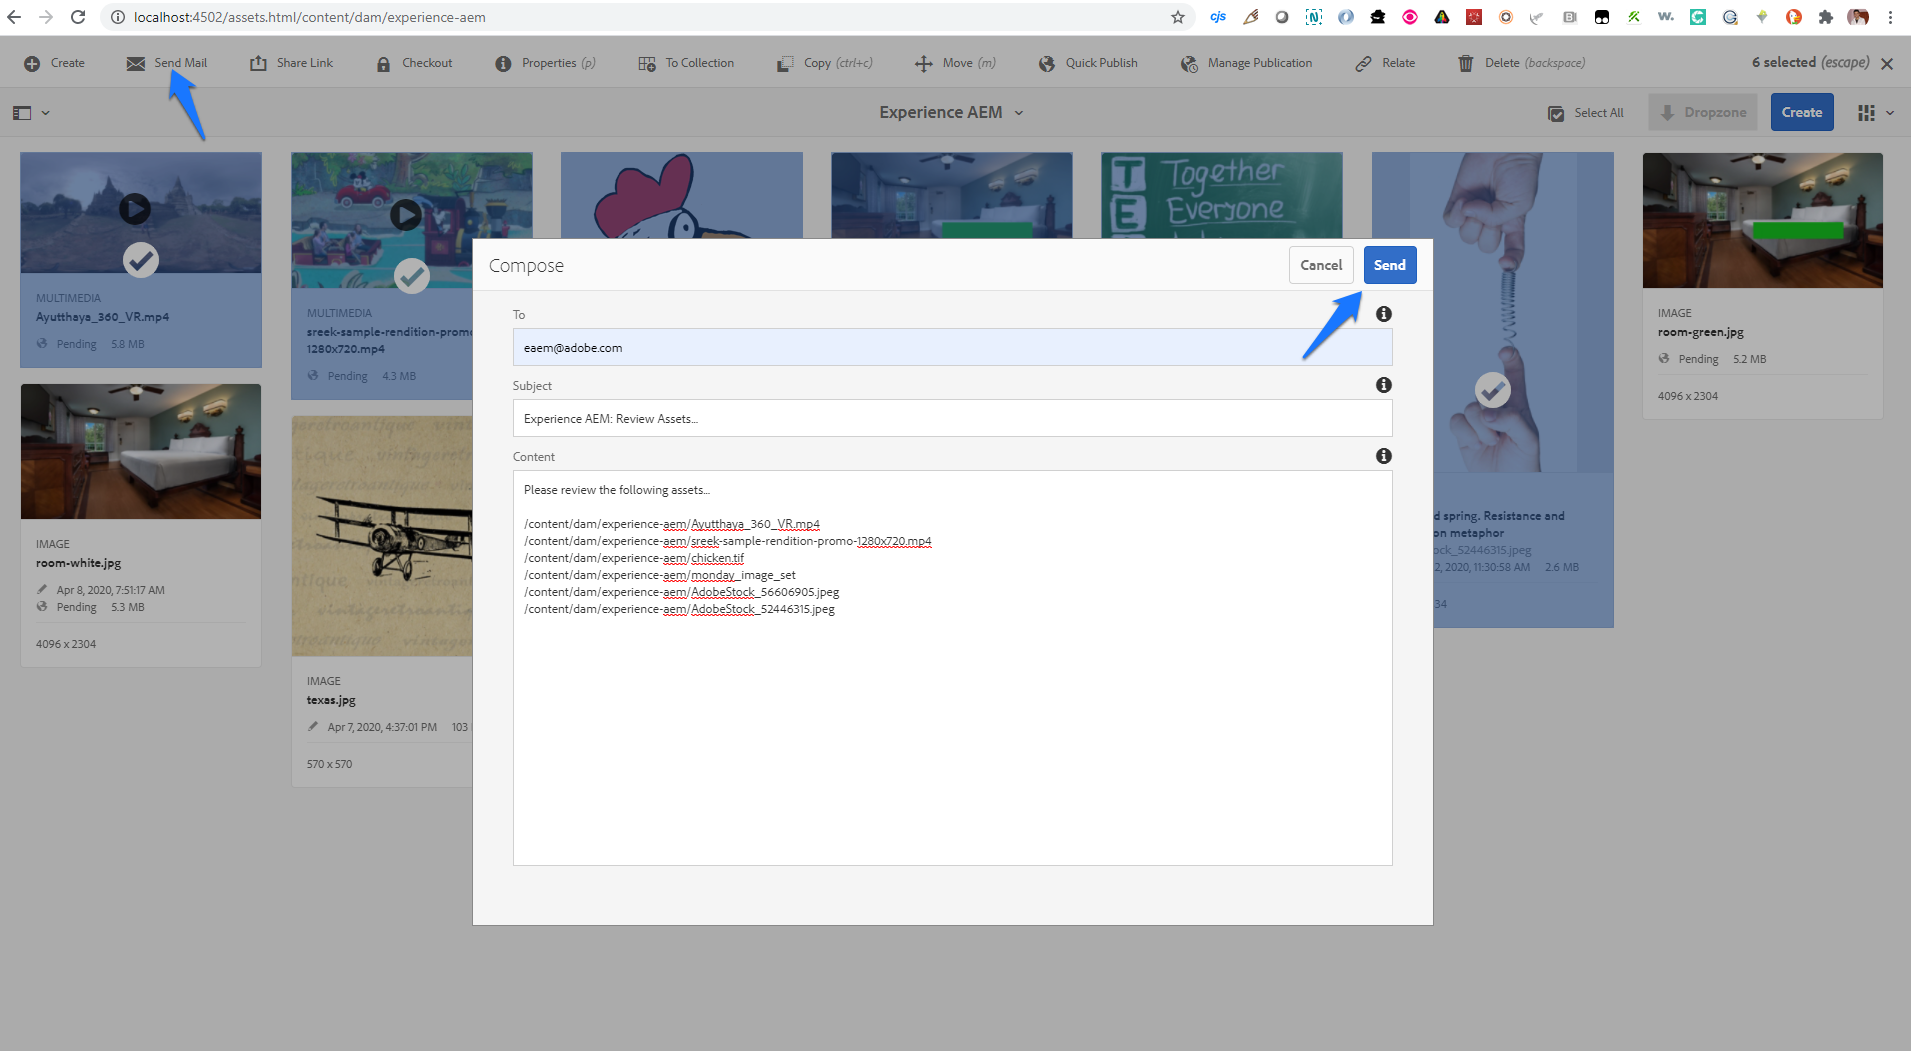 localhost:4502/assets.html/content/dam/experience-aem
cjs
Create
Send Mail
Share Link
Checkout
Properties (p)
To Collection
Copy (ctrl+c)
Move (m)
Quick Publish
Manage Publication
Relate
Delete (backspace)
6 selected (escape)
Experience AEM
Select All
Dropzone
Create
MULTIMEDIA
Ayutthaya_360_VR.mp4
Pending 5.8 MB
MULTIMEDIA
sreek-sample-rendition-promo-
1280x720.mp4
Pending 4.3 MB
Together
Everyone
IMAGE
room-green.jpg
Pending 5.2 MB
4096 x 2304
IMAGE
room-white.jpg
Apr 8, 2020, 7:51:17 AM
Pending 5.3 MB
4096 x 2304
IMAGE
texas.jpg
Apr 7, 2020, 4:37:01 PM 103
570 x 570
d spring. Resistance and
on metaphor
ock_52446315.jpeg
2, 2020, 11:30:58 AM 2.6 MB
34
Compose
Cancel
Send
To
eaem@adobe.com
Subject
Experience AEM: Review Assets...
Content
Please review the following assets...
/content/dam/experience-aem/Ayutthaya_360_VR.mp4
/content/dam/experience-aem/sreek-sample-rendition-promo-1280x720.mp4
/content/dam/experience-aem/chicken.tif
/content/dam/experience-aem/monday_image_set
/content/dam/experience-aem/AdobeStock_56606905.jpeg
/content/dam/experience-aem/AdobeStock_52446315.jpeg